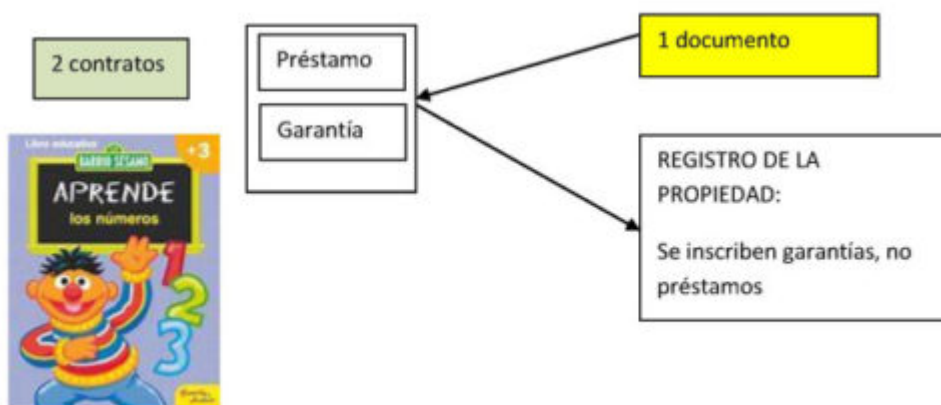 2 contratos
Préstamo
Garantía
1 documento
REGISTRO DE LA
PROPIEDAD:
Se inscriben garantías, no
préstamos
Libro educativo
+3
BARRIO SÉSAMO
APRENDE
los números
1
2
3